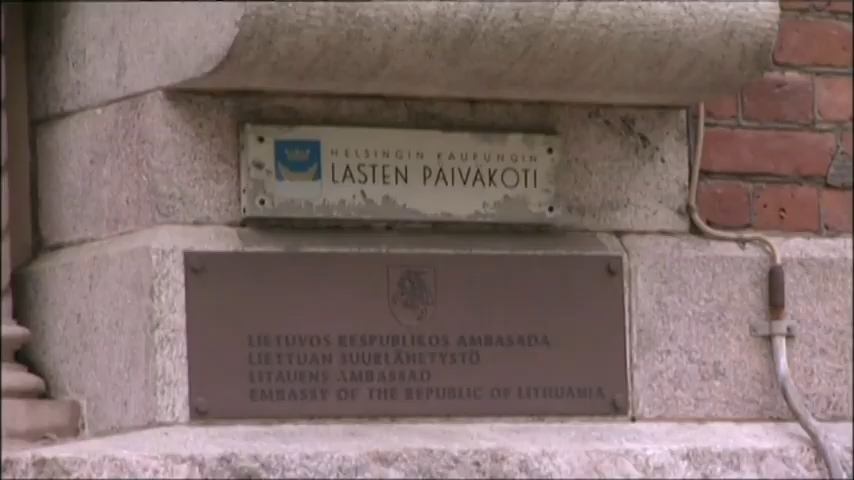 HELSINGIN KAUPUNGIN
LASTEN PÄIVÄKOTI
LIETUVOS RESPUBLIKOS AMBASADA
LIETTUAN SUURLÄHETYSTÖ
LITAUENS AMBASSAD
EMBASSY OF THE REPUBLIC OF LITHUANIA